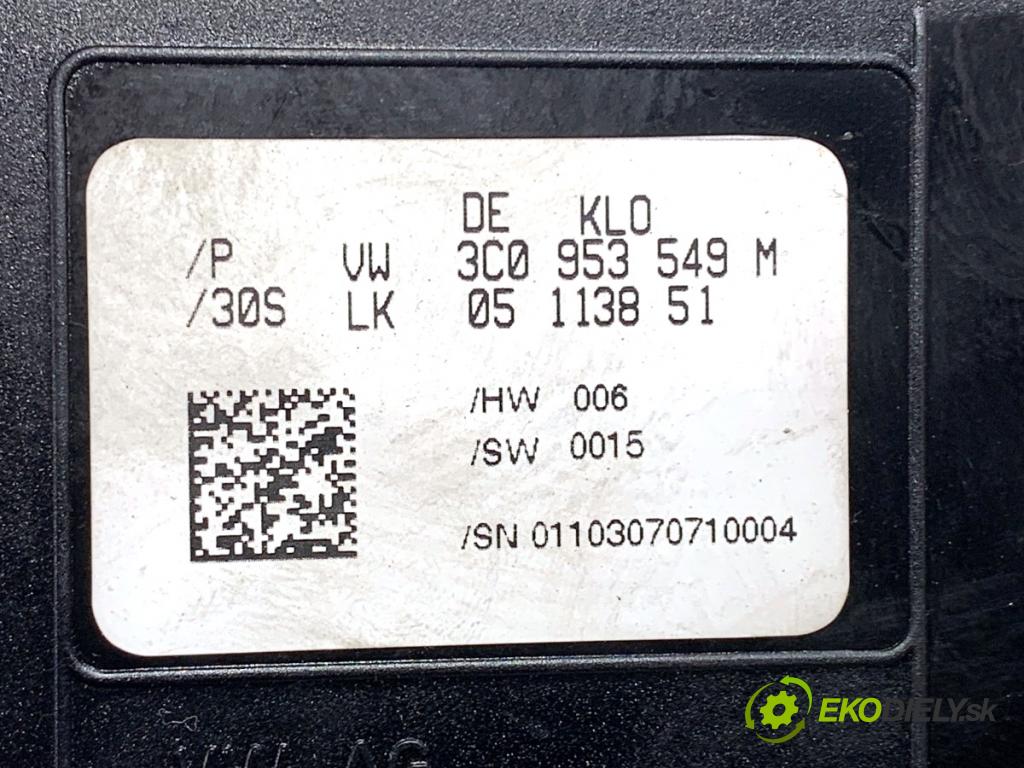 DE KLO
/P VW 3C0 953 549 M
/30S LK 05 1138 51
/HW 006
/SW 0015
/SN 01103070710004
EKODIELY.sk
AG